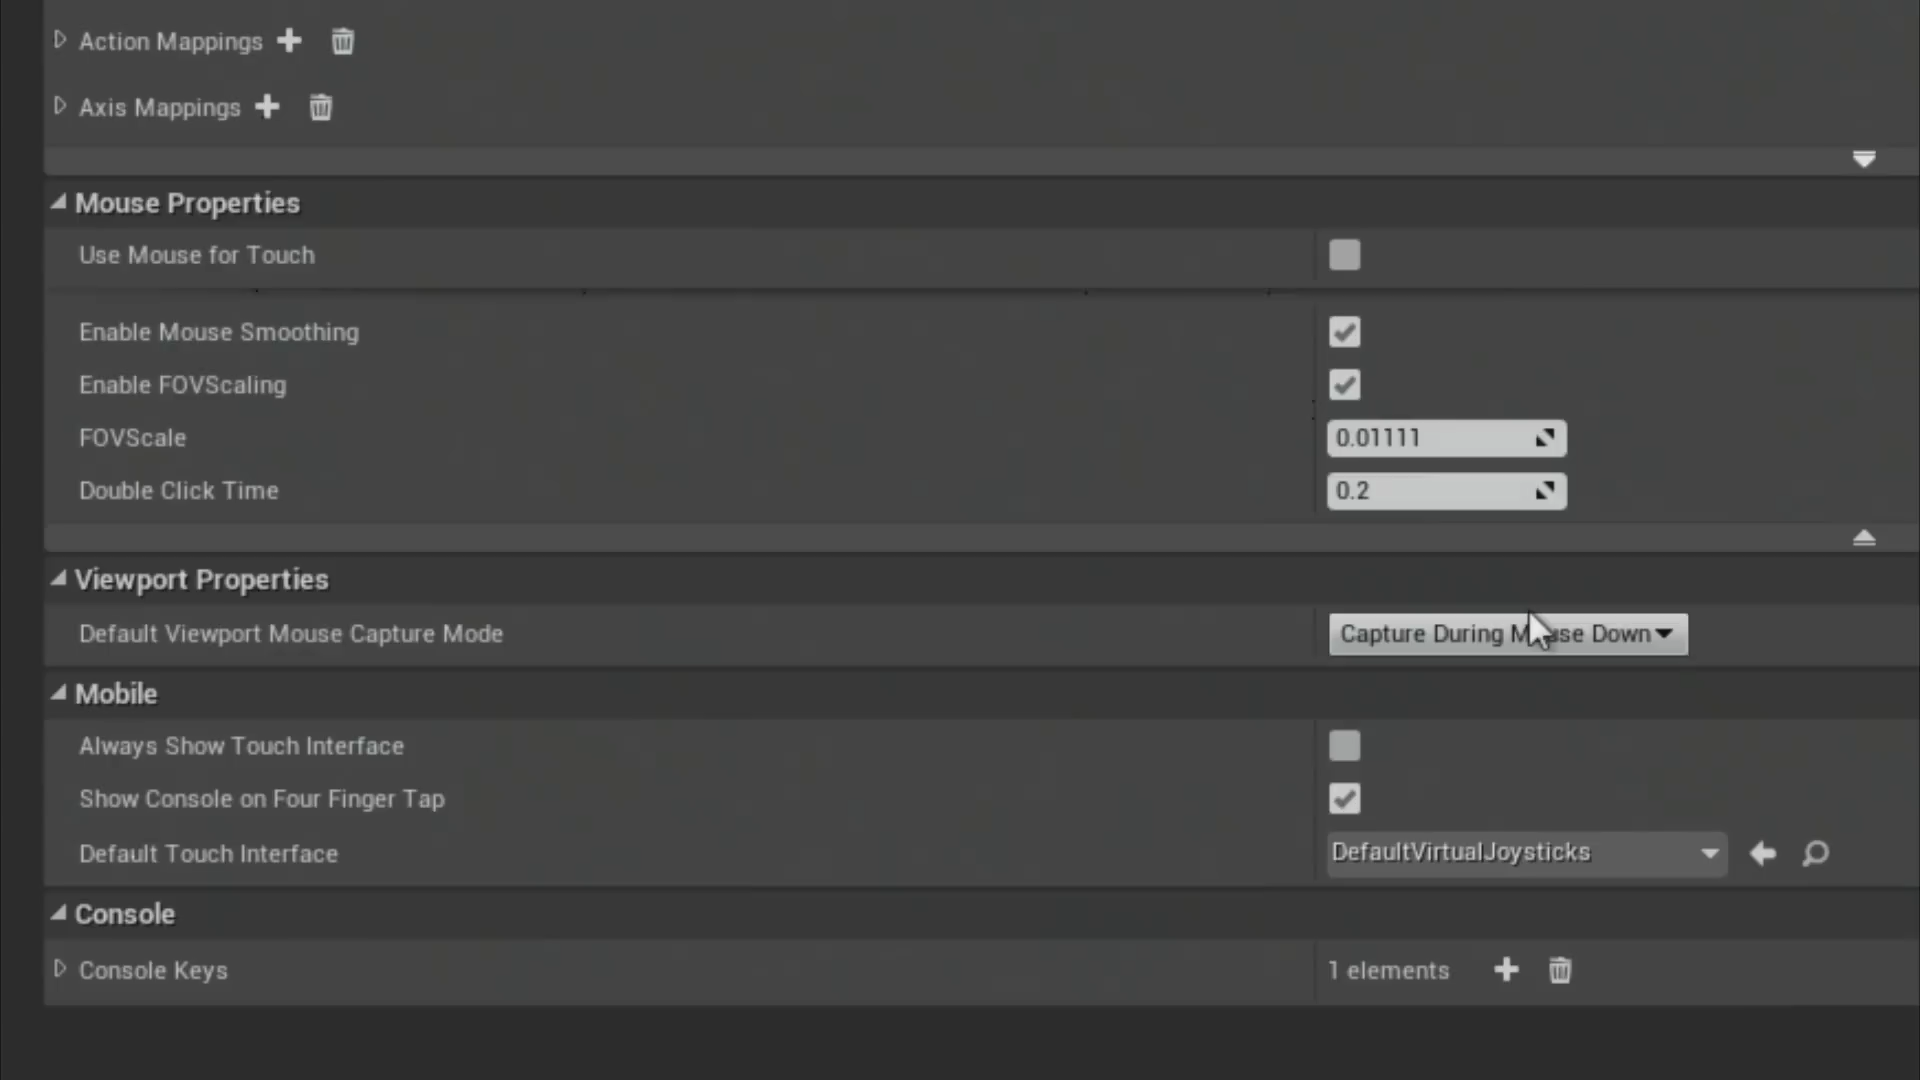 Action Mappings
Axis Mappings
Mouse Properties
Use Mouse for Touch
Enable Mouse Smoothing
Enable FOVScaling
FOVScale 0.01111
Double Click Time 0.2
Viewport Properties
Default Viewport Mouse Capture Mode Capture During Mouse Down
Mobile
Always Show Touch Interface
Show Console on Four Finger Tap
Default Touch Interface DefaultVirtualJoysticks
Console
Console Keys 1 elements